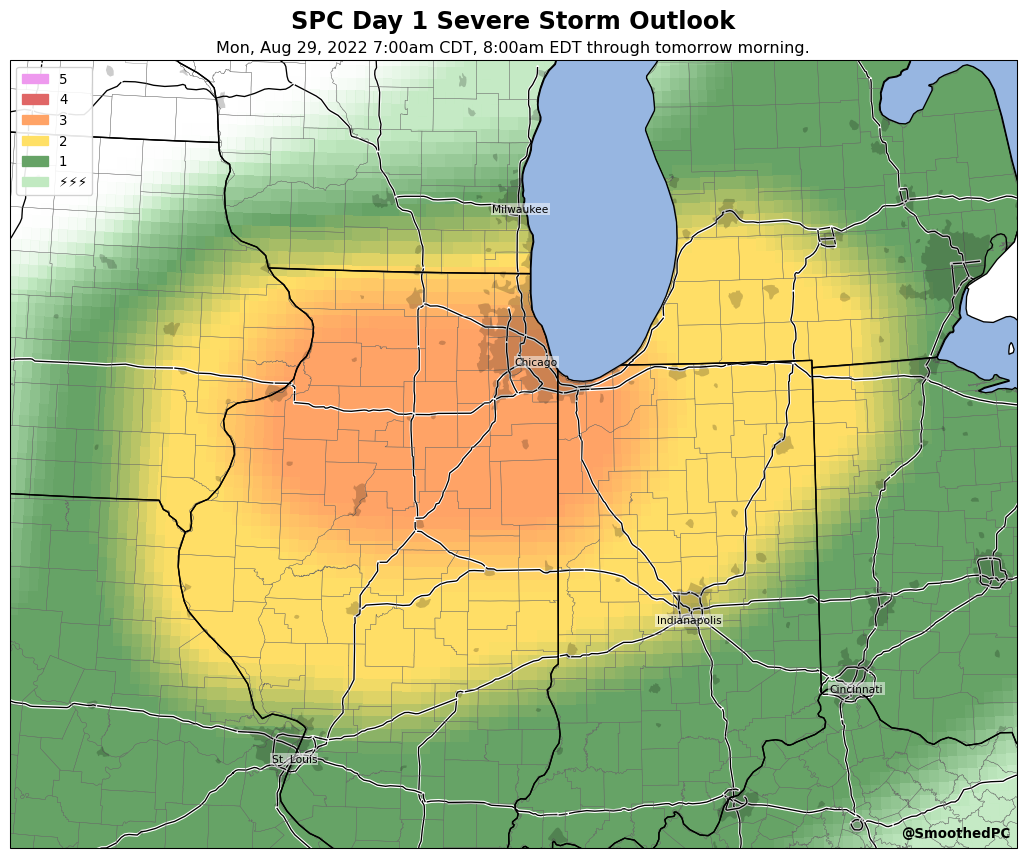 SPC Day 1 Severe Storm Outlook
Mon, Aug 29, 2022 7:00am CDT, 8:00am EDT through tomorrow morning.
5
4
3
2
1
⚡⚡⚡
Milwaukee
Chicago
Indianapolis
Cincinnati
St. Louis
@SmoothedPC